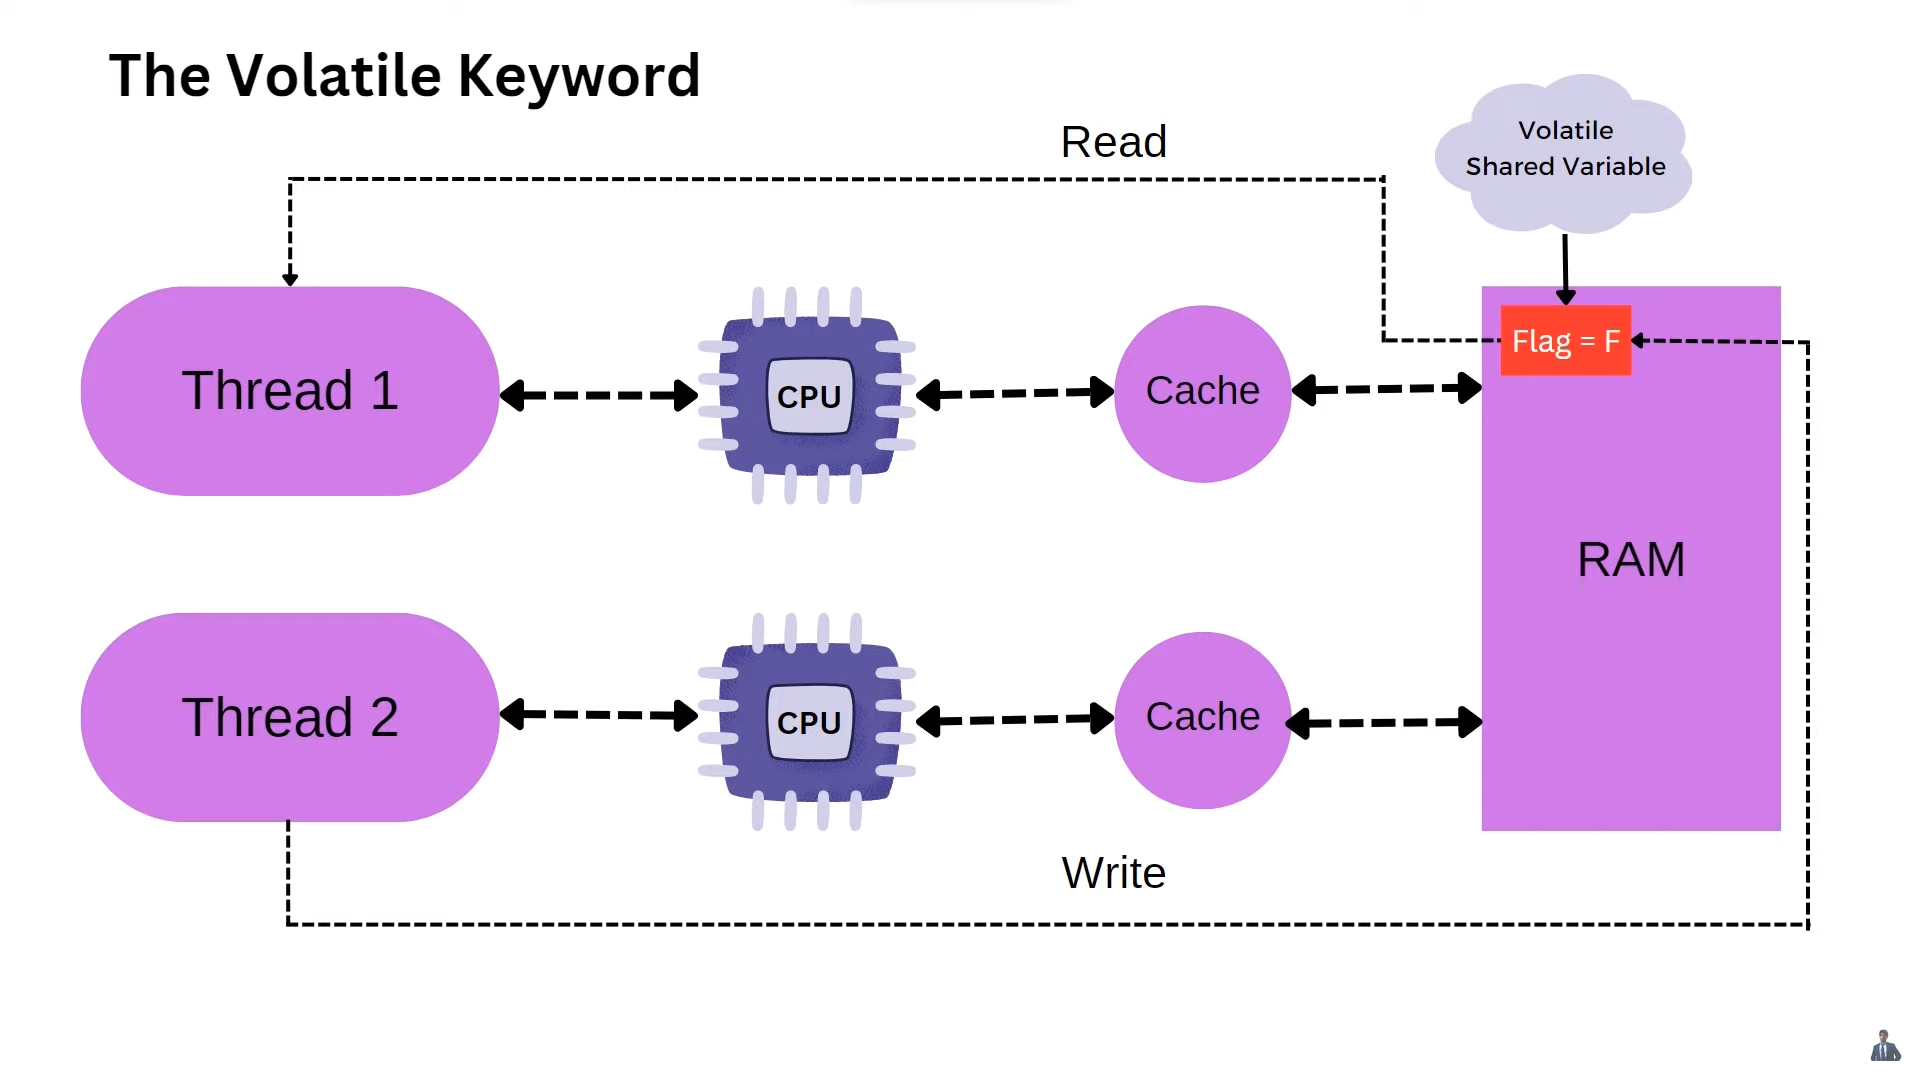 The Volatile Keyword
Read
Volatile
Shared Variable
Flag = F
Thread 1
CPU
Cache
RAM
Thread 2
CPU
Cache
Write